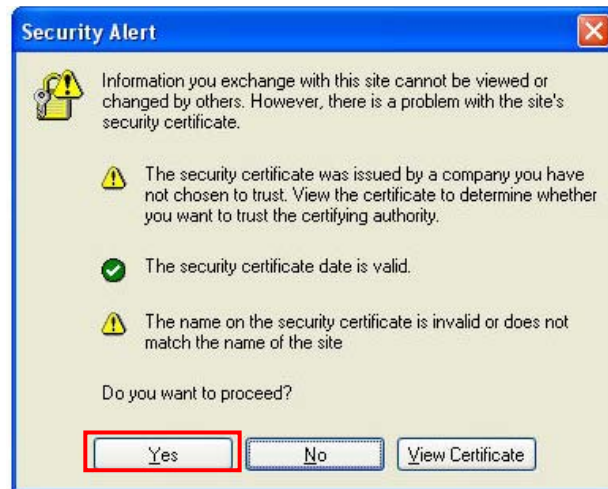 Security Alert
Information you exchange with this site cannot be viewed or
changed by others. However, there is a problem with the site's
security certificate.
The security certificate was issued by a company you have
not chosen to trust. View the certificate to determine whether
you want to trust the certifying authority.
The security certificate date is valid.
The name on the security certificate is invalid or does not
match the name of the site
Do you want to proceed?
Yes No View Certificate